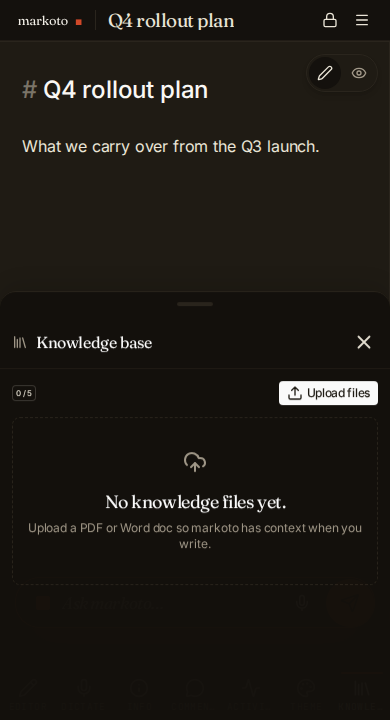 markoto
Q4 rollout plan
# Q4 rollout plan
What we carry over from the Q3 launch.
Knowledge base
0/5
Upload files
No knowledge files yet.
Upload a PDF or Word doc so markoto has context when you
write.